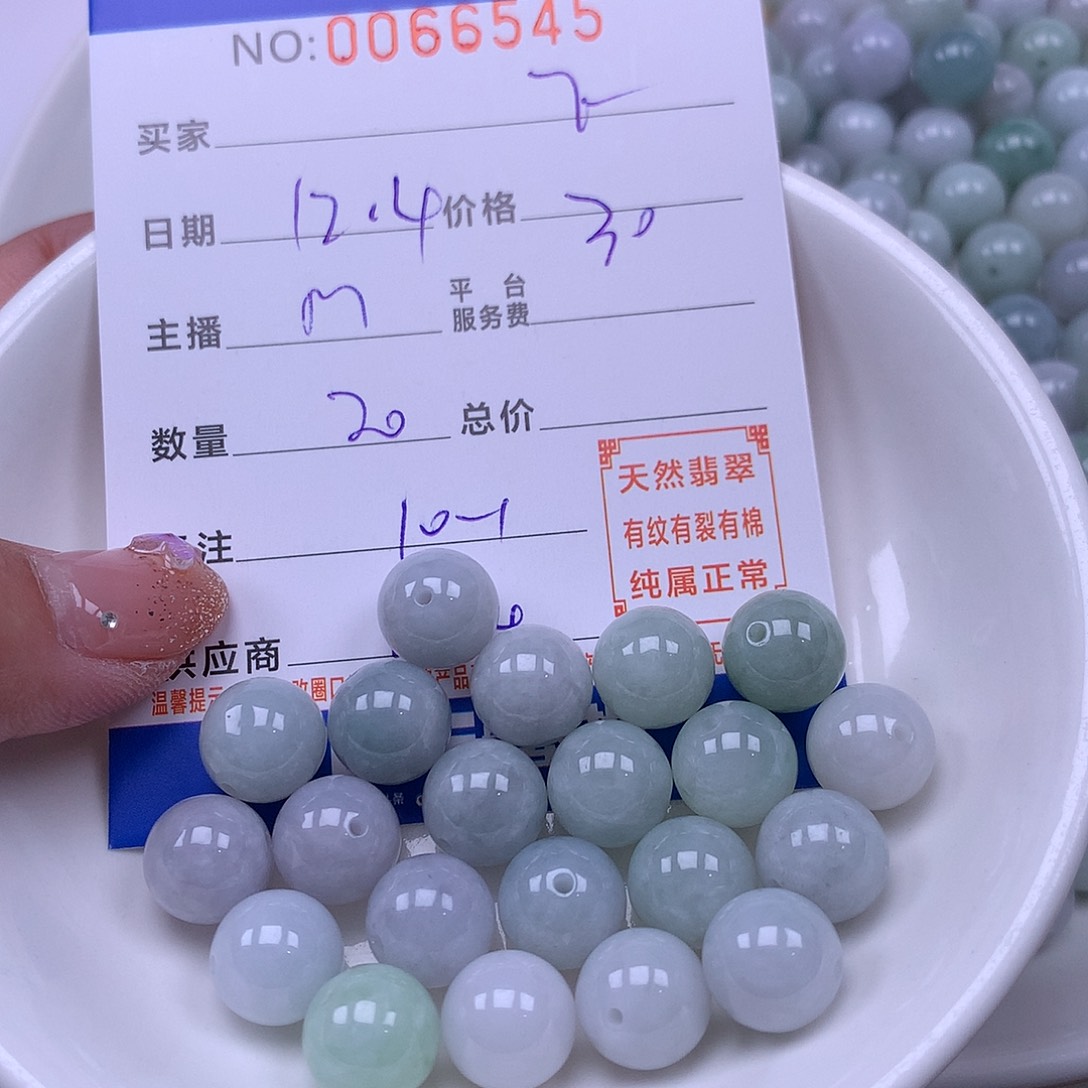 NO:0066545
买家
日期 12.4 价格 30
主播 M 平台服务费
数量 20 总价
注 10-1
天然翡翠
有纹有裂有棉
纯属正常
供应商
温馨提示